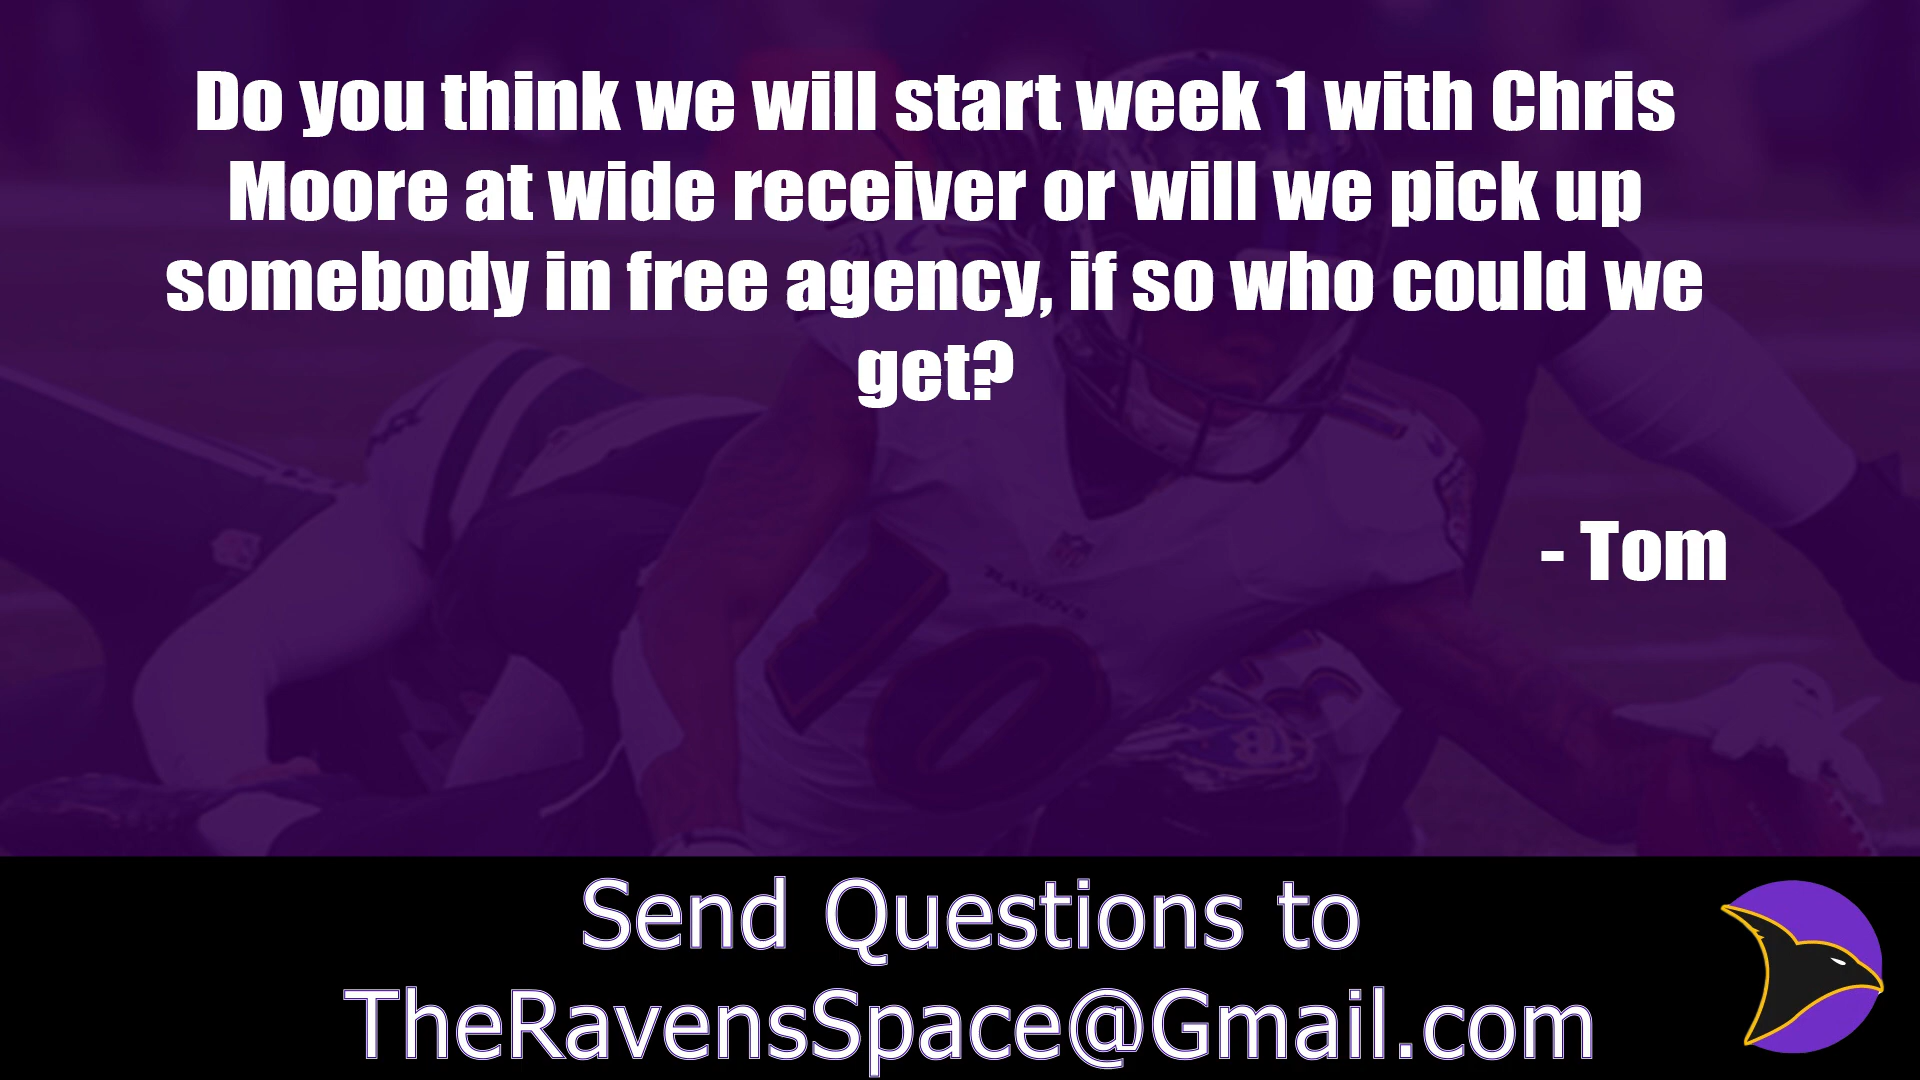 Do you think we will start week 1 with Chris
Moore at wide receiver or will we pick up
somebody in free agency, if so who could we
get?
- Tom
RAVENS
Send Questions to
TheRavensSpace@Gmail.com